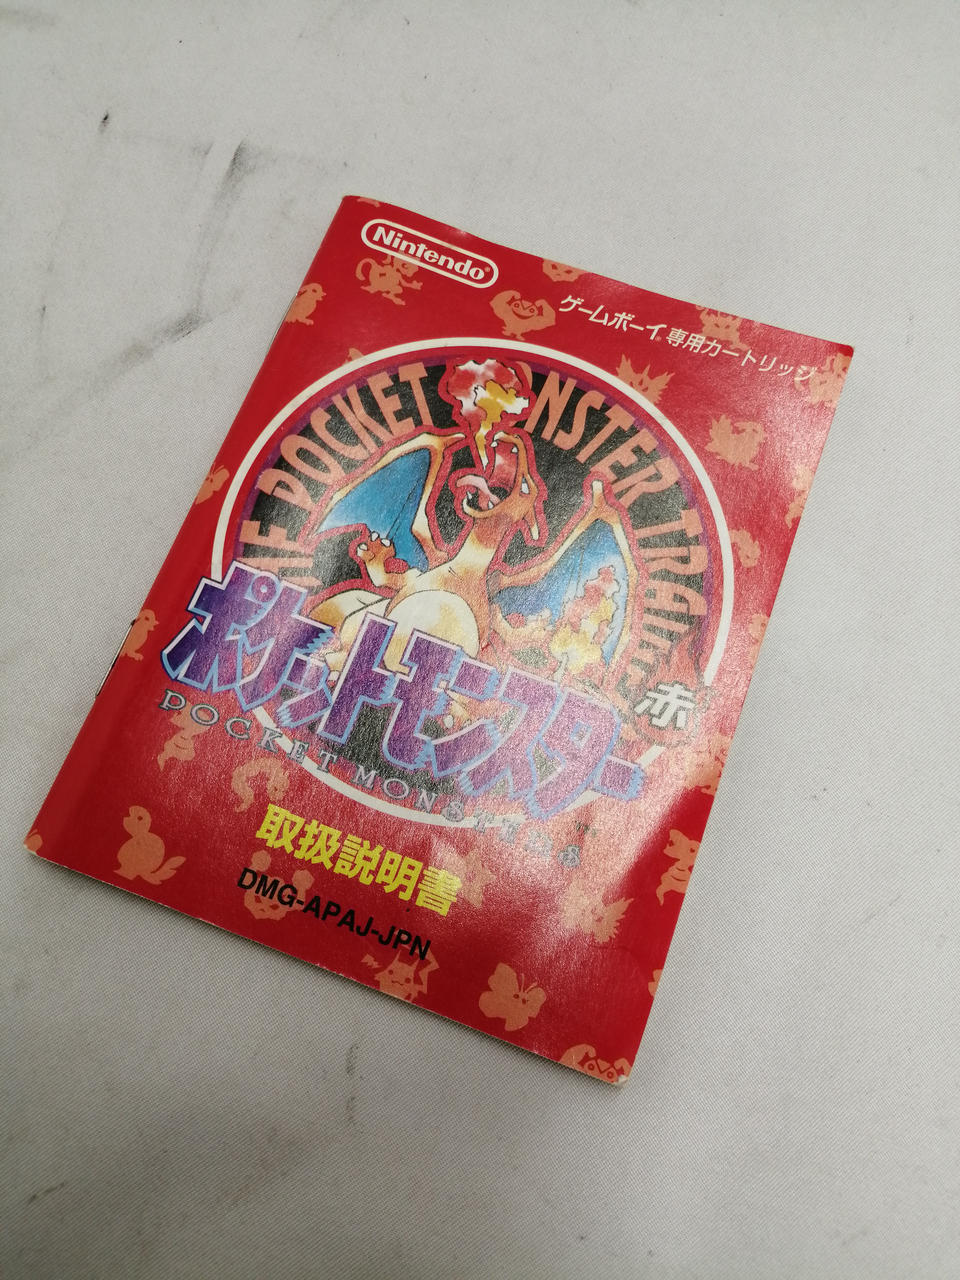 Nintendo®
ゲームボーイ®専用カートリッジ
THE POCKET MONSTER TRAINER
ポケットモンスター
赤
POCKET MONSTERS
TM
取扱説明書
DMG-APAJ-JPN